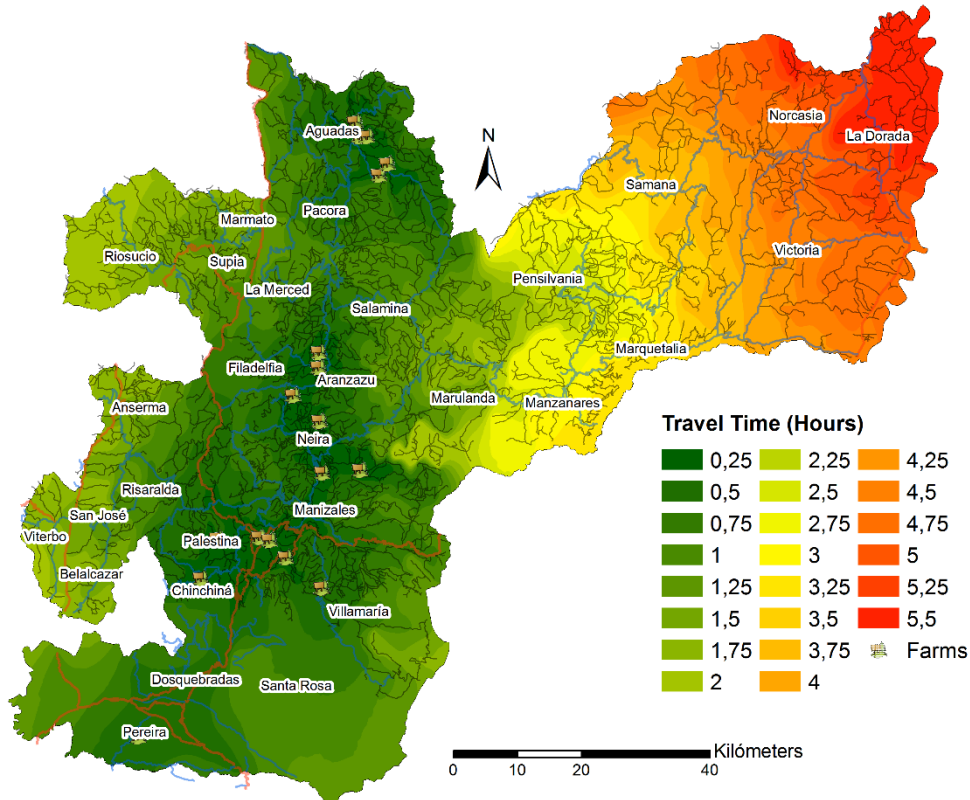 N
Aguadas
Norcasia
La Dorada
Samana
Marmato
Pacora
Riosucio
Supia
Victoria
La Merced
Pensilvania
Salamina
Marquetalia
Filadelfia
Aranzazu
Marulanda
Manzanares
Anserma
Neira
Risaralda
San José
Manizales
Viterbo
Palestina
Belalcazar
Chinchiná
Villamaría
Dosquebradas
Santa Rosa
Pereira
Travel Time (Hours)
0,25 2,25 4,25
0,5 2,5 4,5
0,75 2,75 4,75
1 3 5
1,25 3,25 5,25
1,5 3,5 5,5
1,75 3,75 Farms
2 4
Kilómeters
0 10 20 40